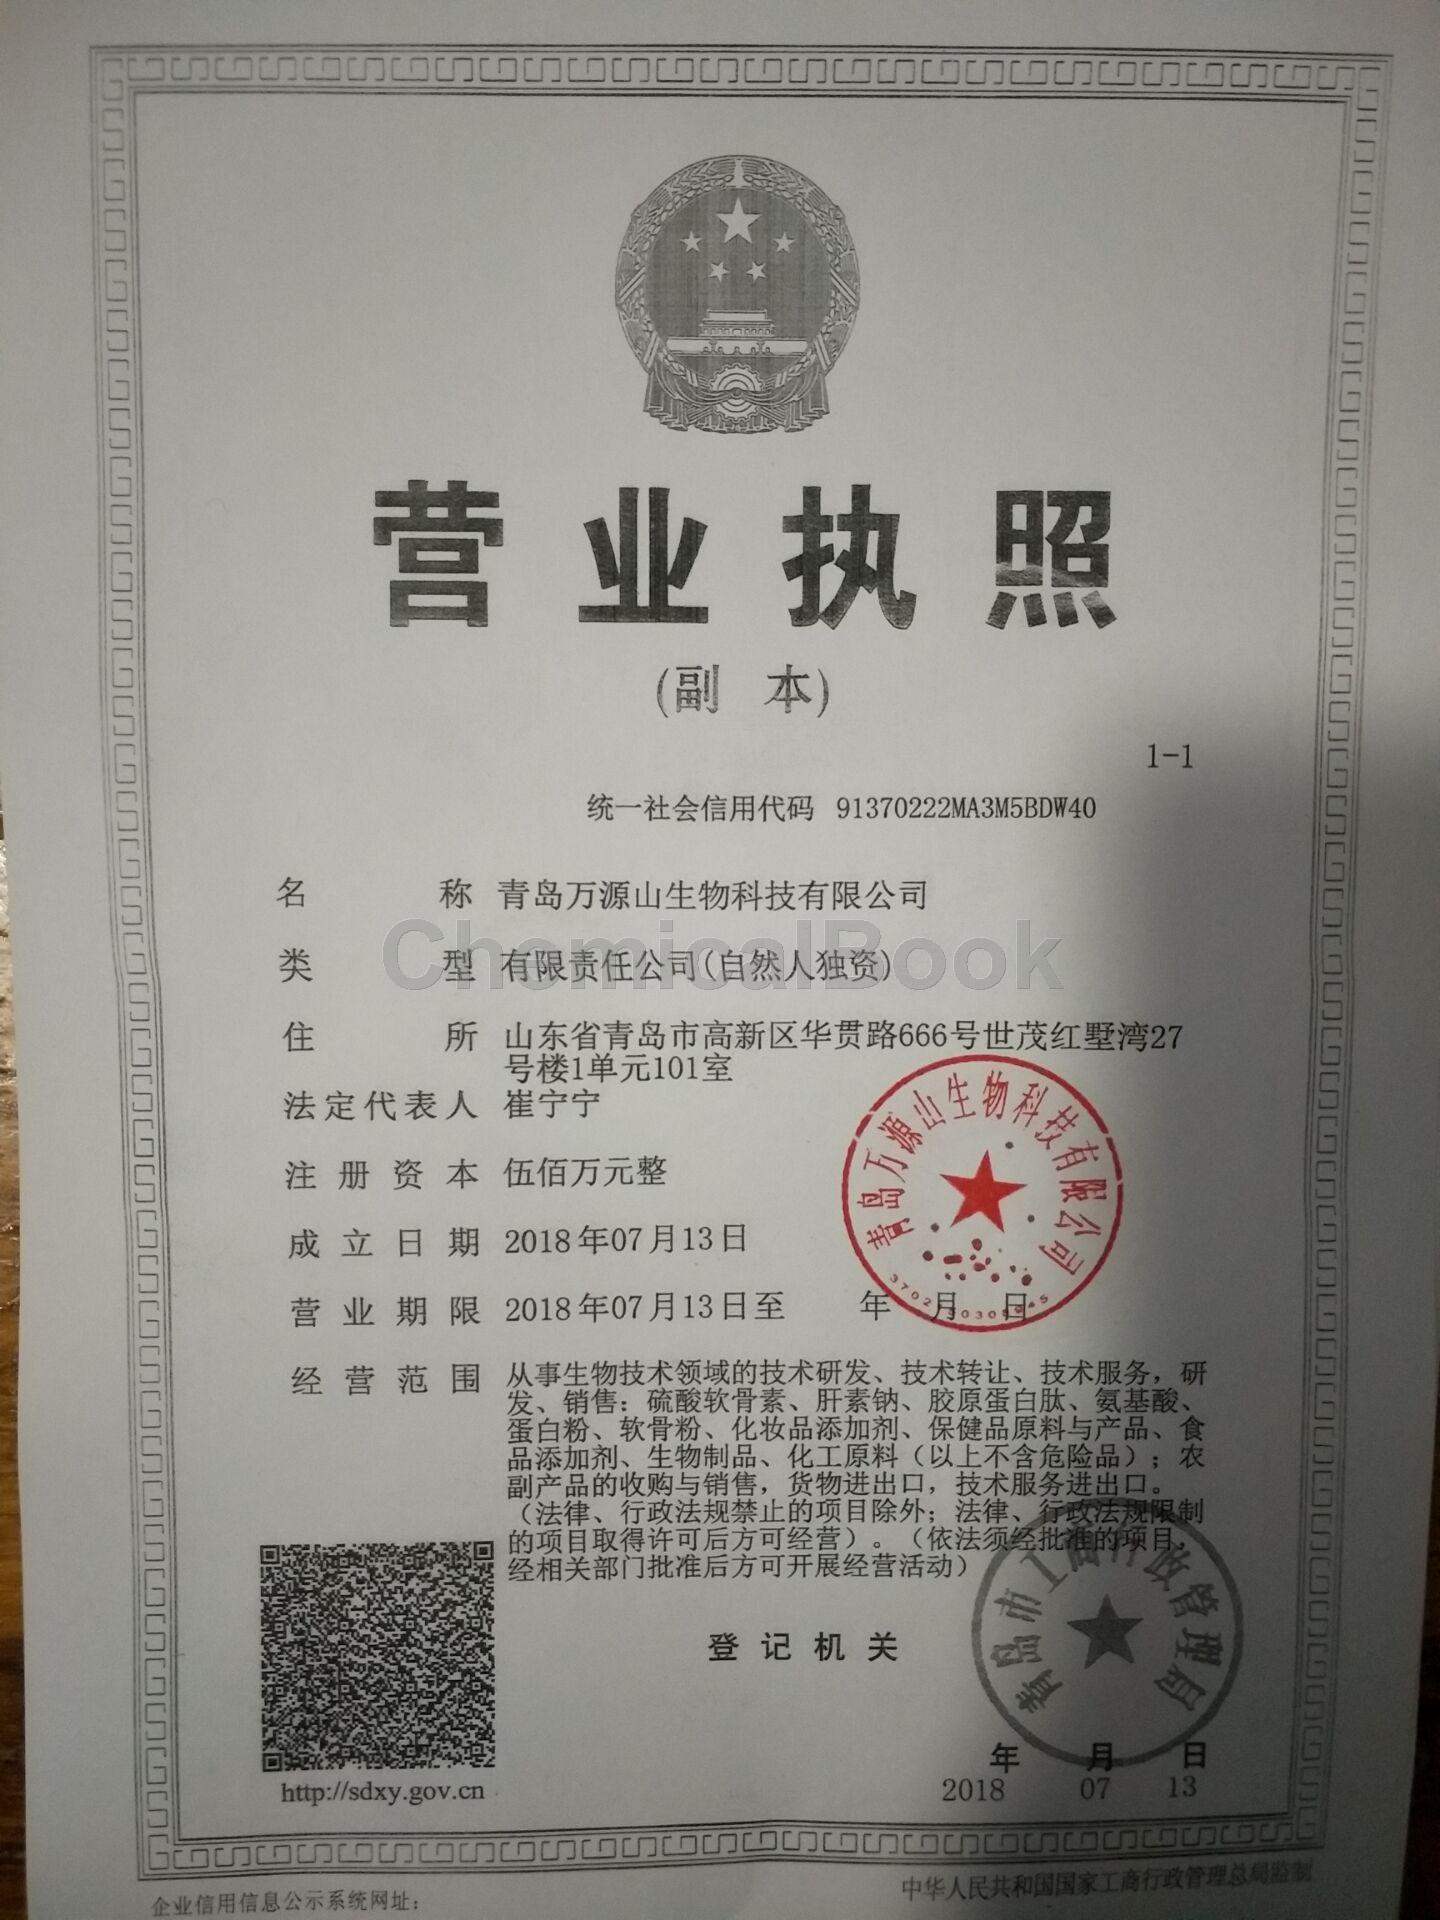 营业执照
(副 本)
1-1
统一社会信用代码 91370222MA3M5BDW40
名 称 青岛万源山生物科技有限公司
ChemicalBook
类 型 有限责任公司(自然人独资)
住 所 山东省青岛市高新区华贯路666号世茂红墅湾27
号楼1单元101室
法定代表人 崔宁宁
注册资本 伍佰万元整
成立日期 2018年07月13日
营业期限 2018年07月13日至 年 月 日
青岛万源山生物科技有限公司
经营范围 从事生物技术领域的技术研发、技术转让、技术服务，研
发、销售：硫酸软骨素、肝素钠、胶原蛋白肽、氨基酸、
蛋白粉、软骨粉、化妆品添加剂、保健品原料与产品、食
品添加剂、生物制品、化工原料（以上不含危险品）；农
副产品的收购与销售，货物进出口，技术服务进出口。
（法律、行政法规禁止的项目除外；法律、行政法规限制
的项目取得许可后方可经营）。（依法须经批准的项目，
经相关部门批准后方可开展经营活动）
登记机关
青岛市工商行政管理局
年 月 日
2018 07 13
http://sdxy.gov.cn
企业信用信息公示系统网址：
中华人民共和国国家工商行政管理总局监制